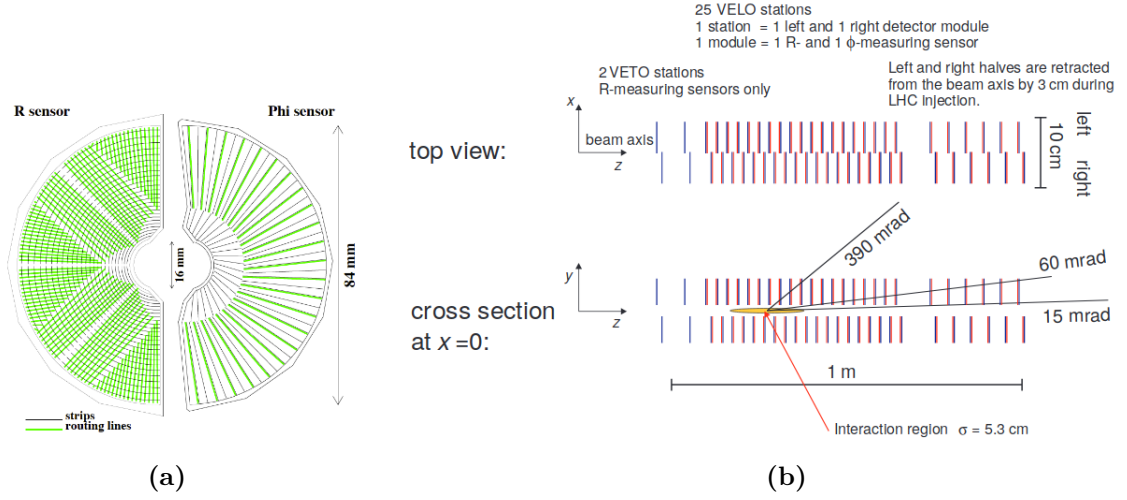 R sensor
Phi sensor
16 mm
84 mm
strips
routing lines
(a)
25 VELO stations
1 station = 1 left and 1 right detector module
1 module = 1 R- and 1 ϕ-measuring sensor
2 VETO stations
R-measuring sensors only
Left and right halves are retracted
from the beam axis by 3 cm during
LHC Injection.
top view:
x
beam axis
z
left
right
10 cm
cross section
at x =0:
y
z
390 mrad
60 mrad
15 mrad
1 m
Interaction region σ = 5.3 cm
(b)